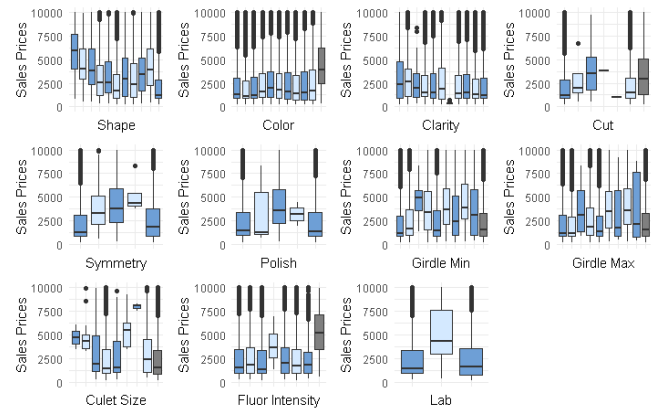 Sales Prices 10000 7500 5000 2500 0 Shape
Sales Prices 10000 7500 5000 2500 0 Color
Sales Prices 10000 7500 5000 2500 0 Clarity
Sales Prices 10000 7500 5000 2500 0 Cut
Sales Prices 10000 7500 5000 2500 0 Symmetry
Sales Prices 10000 7500 5000 2500 0 Polish
Sales Prices 10000 7500 5000 2500 0 Girdle Min
Sales Prices 10000 7500 5000 2500 0 Girdle Max
Sales Prices 10000 7500 5000 2500 0 Culet Size
Sales Prices 10000 7500 5000 2500 0 Fluor Intensity
Sales Prices 10000 7500 5000 2500 0 Lab